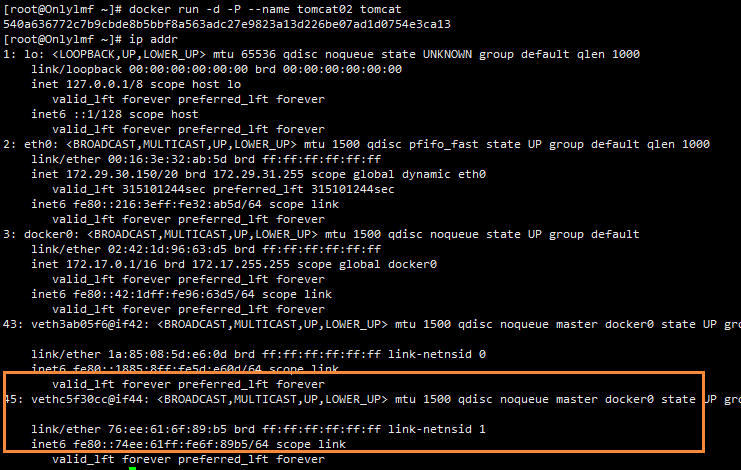 [root@Onlylmf ~]# docker run -d -P --name tomcat02 tomcat
540a636772c7b9cbde8b5bbf8a563adc27e9823a13d226be07ad1d0754e3ca13
[root@Onlylmf ~]# ip addr
1: lo: <LOOPBACK,UP,LOWER_UP> mtu 65536 qdisc noqueue state UNKNOWN group default qlen 1000
link/loopback 00:00:00:00:00:00 brd 00:00:00:00:00:00
inet 127.0.0.1/8 scope host lo
valid_lft forever preferred_lft forever
inet6 ::1/128 scope host
valid_lft forever preferred_lft forever
2: eth0: <BROADCAST,MULTICAST,UP,LOWER_UP> mtu 1500 qdisc pfifo_fast state UP group default qlen 1000
link/ether 00:16:3e:32:ab:5d brd ff:ff:ff:ff:ff:ff
inet 172.29.30.150/20 brd 172.29.31.255 scope global dynamic eth0
valid_lft 315101244sec preferred_lft 315101244sec
inet6 fe80::216:3eff:fe32:ab5d/64 scope link
valid_lft forever preferred_lft forever
3: docker0: <BROADCAST,MULTICAST,UP,LOWER_UP> mtu 1500 qdisc noqueue state UP group default
link/ether 02:42:1d:96:63:d5 brd ff:ff:ff:ff:ff:ff
inet 172.17.0.1/16 brd 172.17.255.255 scope global docker0
valid_lft forever preferred_lft forever
inet6 fe80::42:1dff:fe96:63d5/64 scope link
valid_lft forever preferred_lft forever
43: veth3ab05f6@if42: <BROADCAST,MULTICAST,UP,LOWER_UP> mtu 1500 qdisc noqueue master docker0 state UP gro
link/ether 1a:85:08:5d:e6:0d brd ff:ff:ff:ff:ff:ff link-netnsid 0
inet6 fe80::1885:8ff:fe5d:e60d/64 scope link
valid_lft forever preferred_lft forever
45: vethc5f30cc@if44: <BROADCAST,MULTICAST,UP,LOWER_UP> mtu 1500 qdisc noqueue master docker0 state UP gro
link/ether 76:ee:61:6f:89:b5 brd ff:ff:ff:ff:ff:ff link-netnsid 1
inet6 fe80::74ee:61ff:fe6f:89b5/64 scope link
valid_lft forever preferred_lft forever